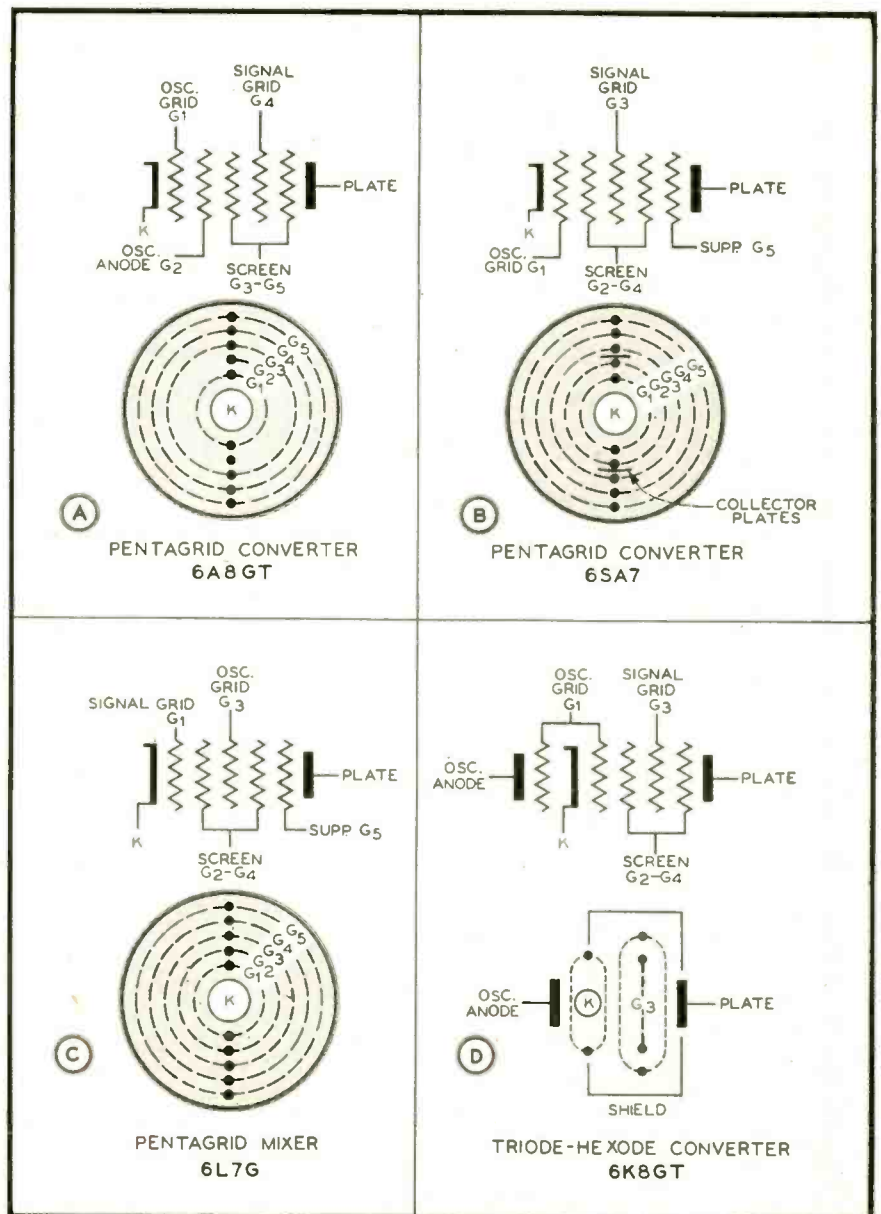 OSC.
GRID
G1
SIGNAL
GRID
G4
PLATE
K
OSC.
ANODE G2
SCREEN
G3-G5
G1 G2 G3 G4 G5
K
A
PENTAGRID CONVERTER
6A8GT
SIGNAL
GRID
G3
PLATE
K
OSC.
GRID G1
SCREEN
G2-G4
SUPP. G5
G1 G2 G3 G4 G5
K
COLLECTOR
PLATES
B
PENTAGRID CONVERTER
6SA7
SIGNAL GRID
G1
OSC.
GRID
G3
PLATE
K
SUPP. G5
SCREEN
G2-G4
G1 G2 G3 G4 G5
K
C
PENTAGRID MIXER
6L7G
OSC.
GRID
G1
SIGNAL
GRID
G3
OSC.
ANODE
PLATE
K
SCREEN
G2-G4
OSC.
ANODE
K
G3
PLATE
D
SHIELD
TRIODE-HEXODE CONVERTER
6K8GT